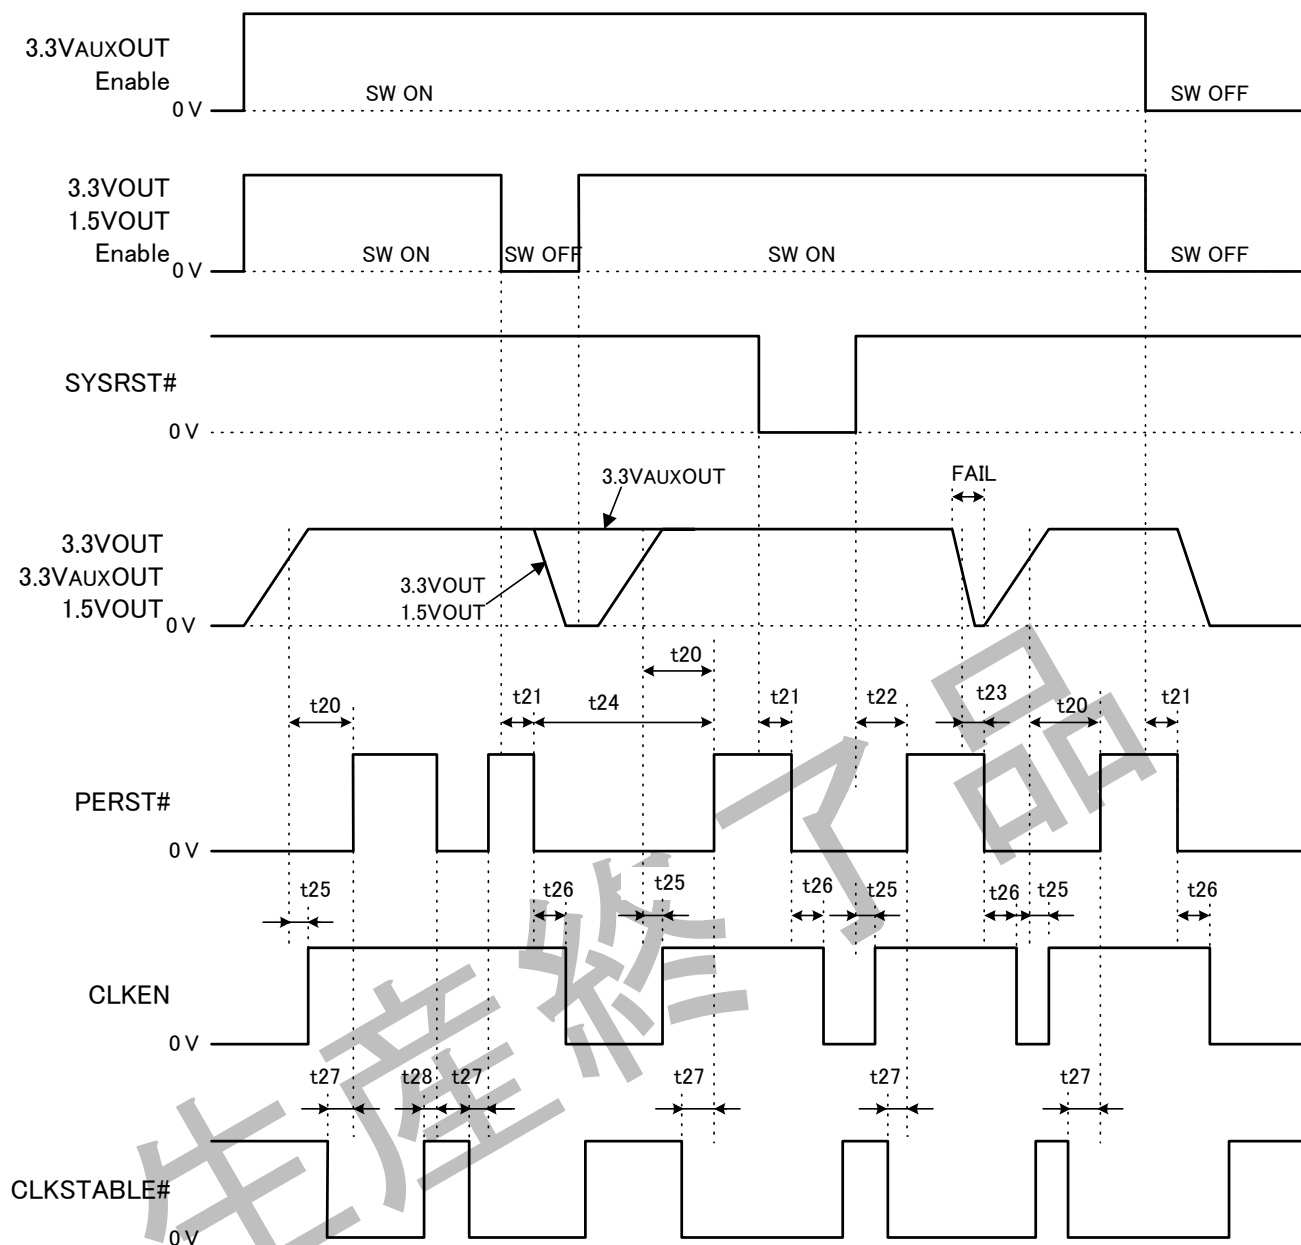 3.3VAUXOUT
Enable
0 V
SW ON
SW OFF
3.3VOUT
1.5VOUT
Enable
0 V
SW ON
SW OFF
SW ON
SW OFF
SYSRST#
0 V
3.3VAUXOUT
FAIL
3.3VOUT
3.3VAUXOUT
1.5VOUT
0 V
3.3VOUT
1.5VOUT
t20
t20
t21
t24
t21
t22
t23
t20
t21
PERST#
0 V
t25
t26
t25
t26
t25
t26
t25
t26
CLKEN
0 V
t27
t28
t27
t27
t27
t27
CLKSTABLE#
0 V
生産終了品